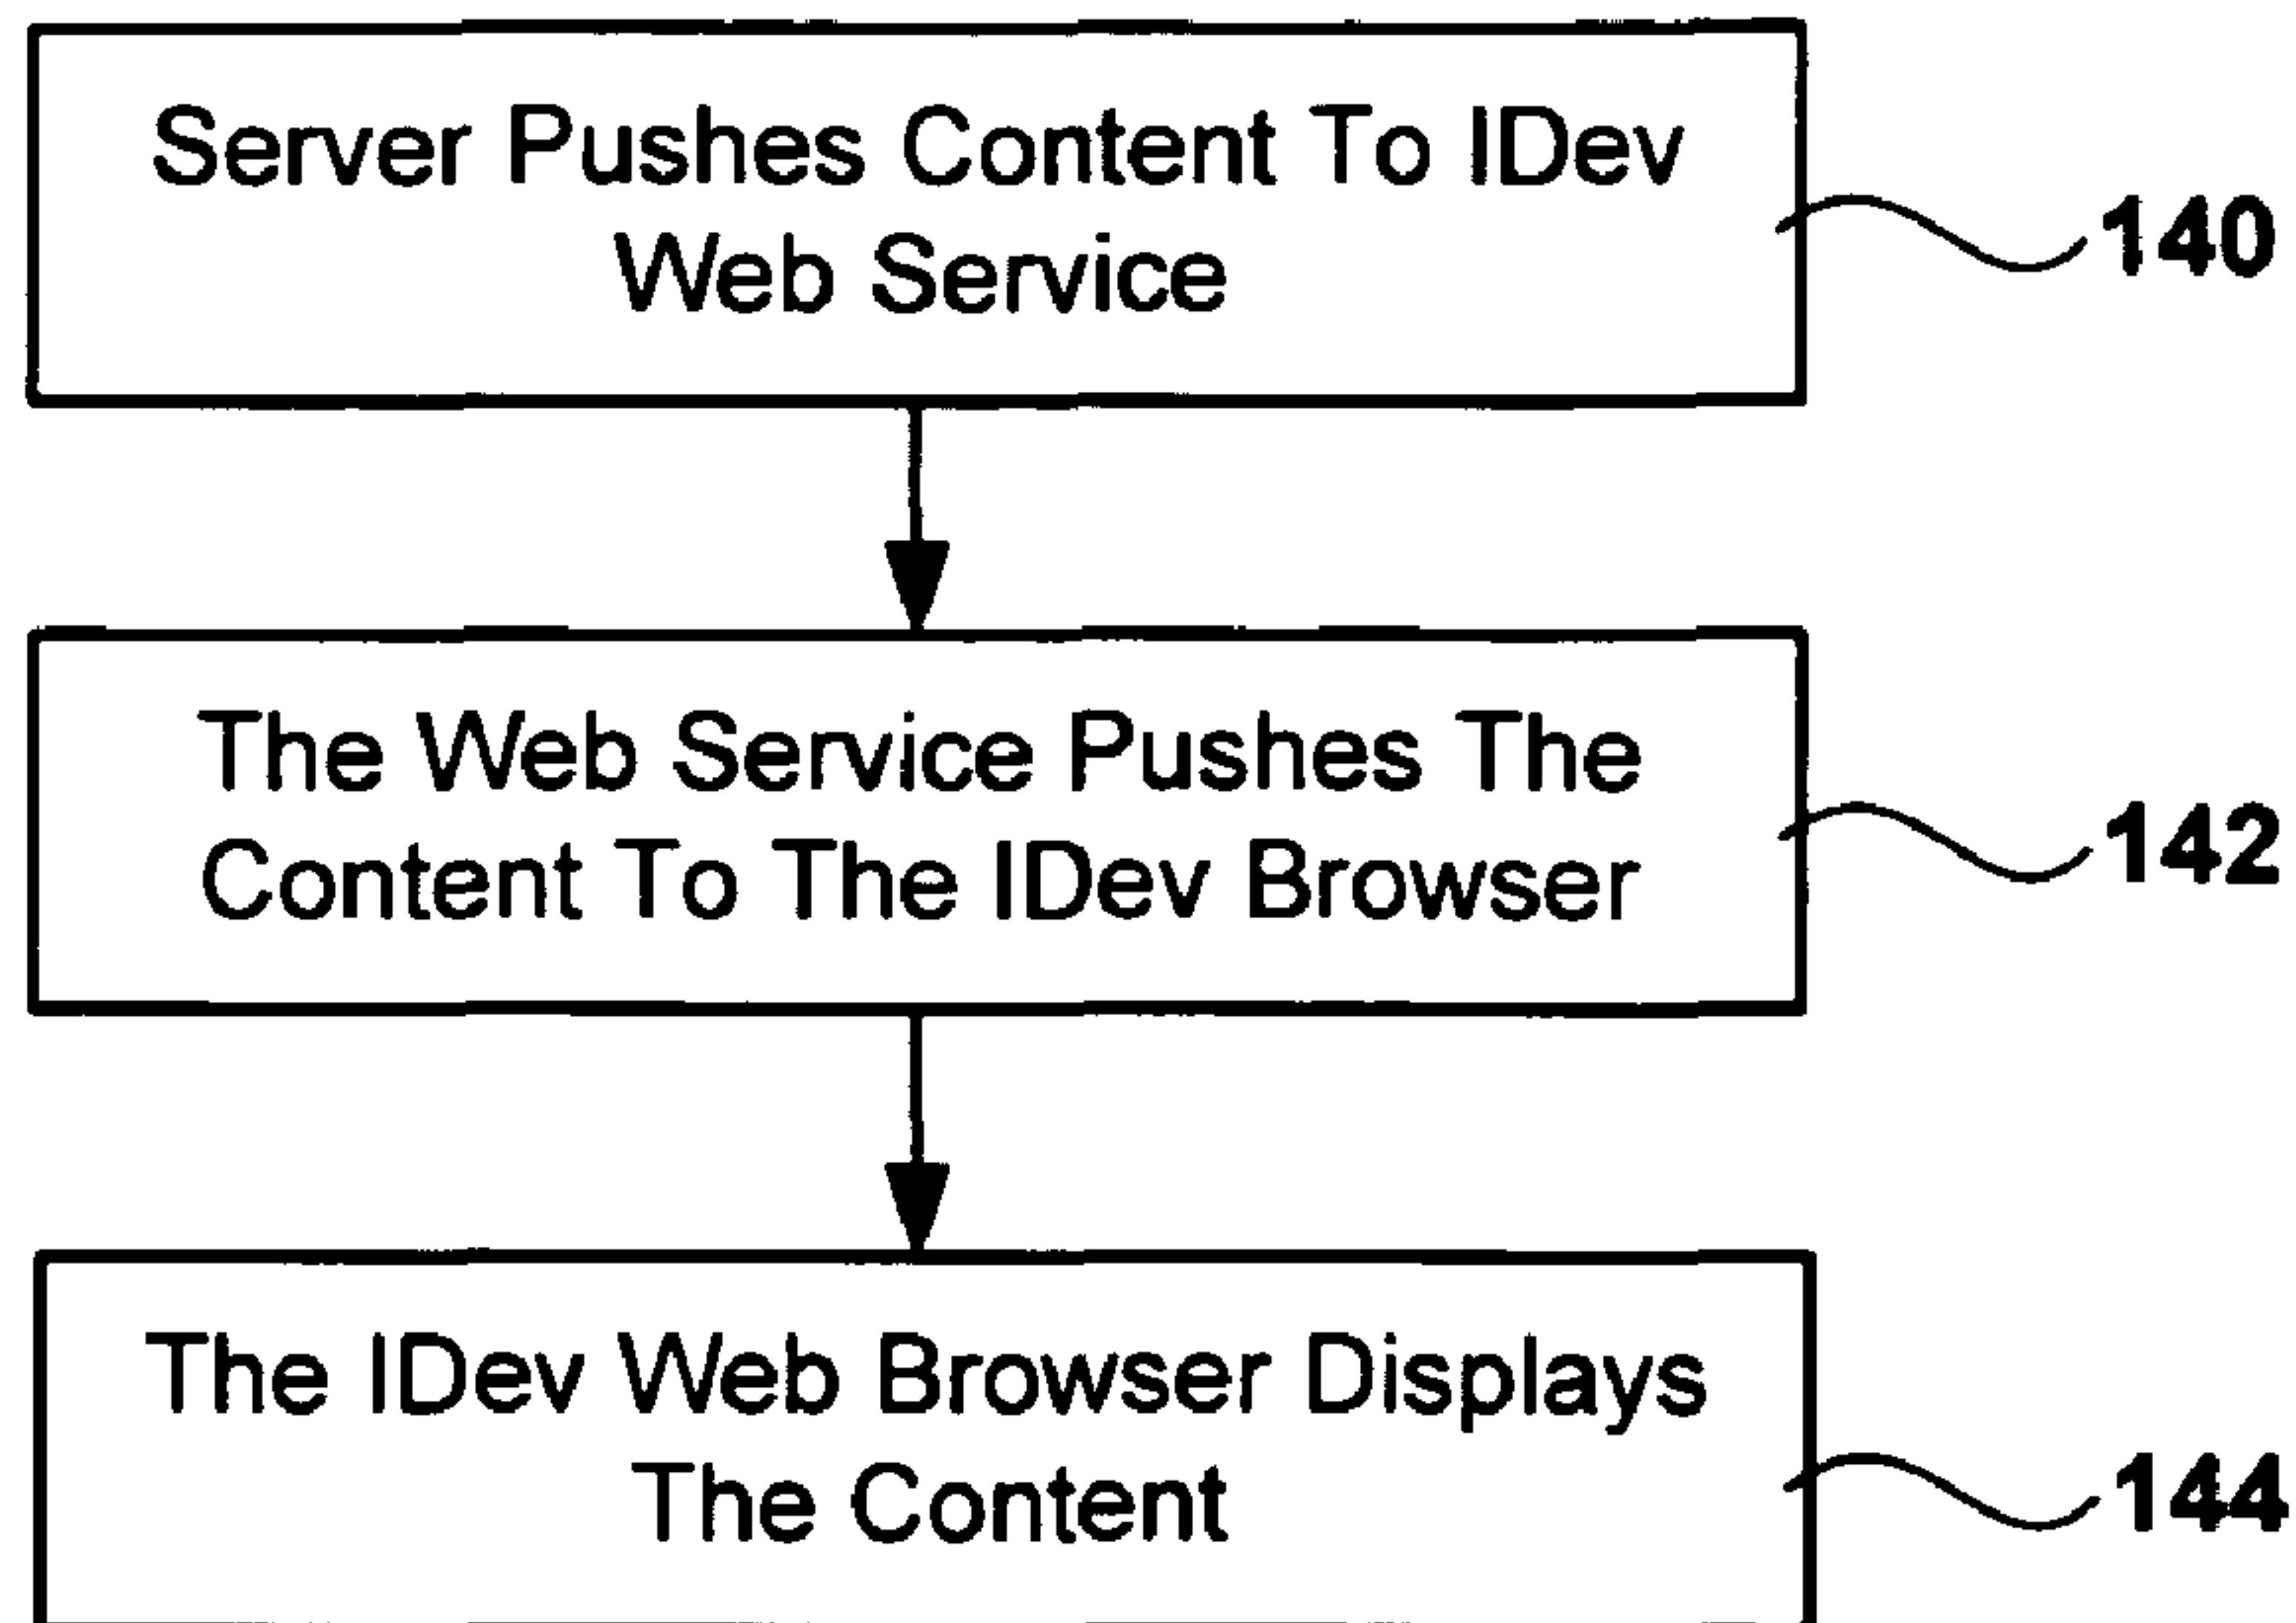 Server Pushes Content To IDev
Web Service
140
The Web Service Pushes The
Content To The IDev Browser
142
The IDev Web Browser Displays
The Content
144